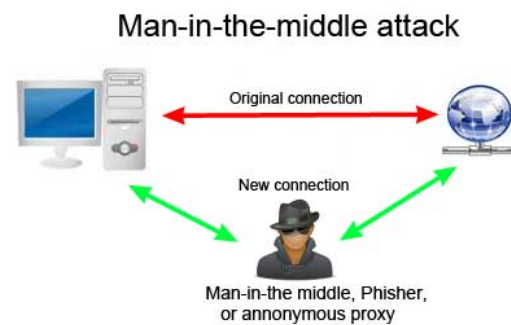 Man-in-the-middle attack
Original connection
New connection
Man-in-the middle, Phisher,
or annonymous proxy